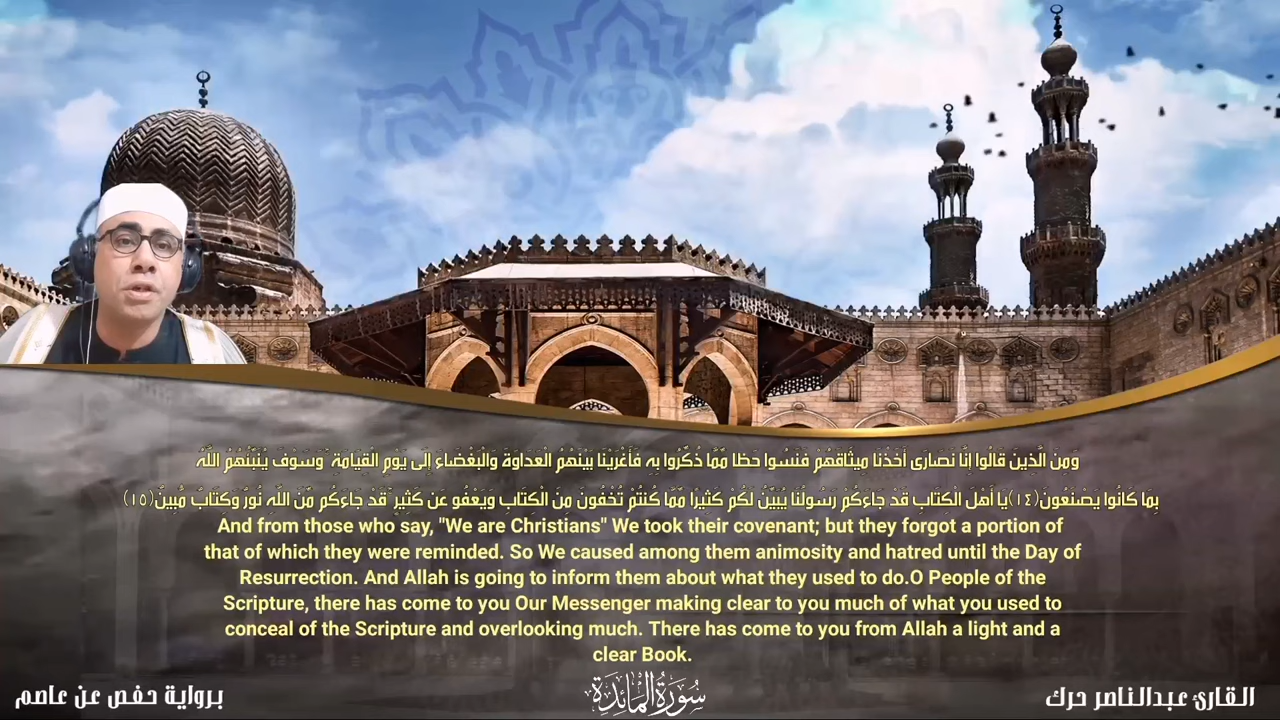 وَمِنَ الَّذِينَ قَالُوا إِنَّا نَصَارَى أَخَذْنَا مِيثَاقَهُمْ فَنَسُوا حَظًّا مِّمَّا ذُكِّرُوا بِهِ فَأَغْرَيْنَا بَيْنَهُمُ الْعَدَاوَةَ وَالْبَغْضَاءَ إِلَى يَوْمِ الْقِيَامَةِ ۚ وَسَوْفَ يُنَبِّئُهُمُ اللَّهُ
بِمَا كَانُوا يَصْنَعُونَ(١٤)يَا أَهْلَ الْكِتَابِ قَدْ جَاءَكُمْ رَسُولُنَا يُبَيِّنُ لَكُمْ كَثِيرًا مِّمَّا كُنتُمْ تُخْفُونَ مِنَ الْكِتَابِ وَيَعْفُو عَن كَثِيرٍ ۚ قَدْ جَاءَكُم مِّنَ اللَّهِ نُورٌ وَكِتَابٌ مُّبِينٌ(١٥)
And from those who say, "We are Christians" We took their covenant; but they forgot a portion of
that of which they were reminded. So We caused among them animosity and hatred until the Day of
Resurrection. And Allah is going to inform them about what they used to do.O People of the
Scripture, there has come to you Our Messenger making clear to you much of what you used to
conceal of the Scripture and overlooking much. There has come to you from Allah a light and a
clear Book.
القارئ عبدالناصر حرك
سُورَةُ المَائِدَةِ
برواية حفص عن عاصم